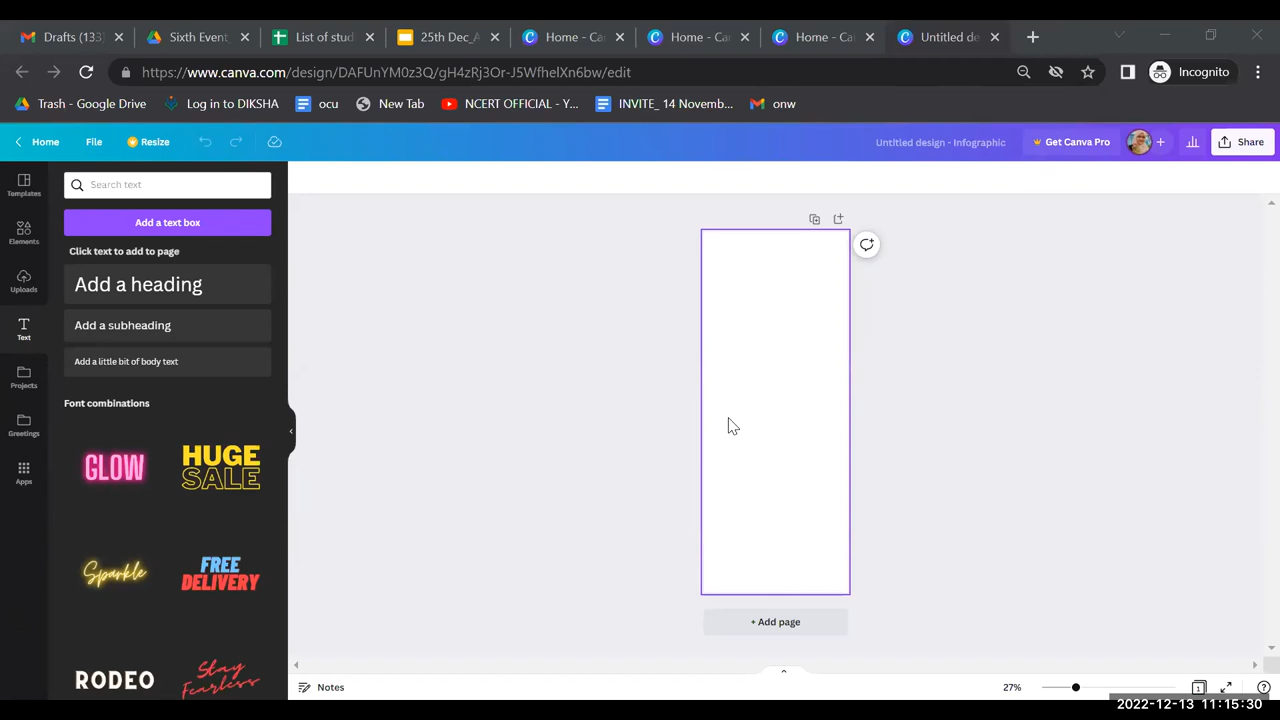 Drafts (133)
Sixth Event_
List of stud
25th Dec_A
Home - Ca
Home - Ca
Home - Ca
Untitled de
https://www.canva.com/design/DAFUnYM0z3Q/gH4zRj3Or-J5WfheIXn6bw/edit
Incognito
Trash - Google Drive
Log in to DIKSHA
ocu
New Tab
NCERT OFFICIAL - Y...
INVITE_ 14 Novemb...
onw
Home
File
Resize
Untitled design - Infographic
Get Canva Pro
Share
Templates
Elements
Uploads
Text
Projects
Greetings
Apps
Search text
Add a text box
Click text to add to page
Add a heading
Add a subheading
Add a little bit of body text
Font combinations
GLOW
HUGE
SALE
Sparkle
FREE
DELIVERY
RODEO
Stay
Fearless
+ Add page
Notes
27%
1
2022-12-13 11:15:30